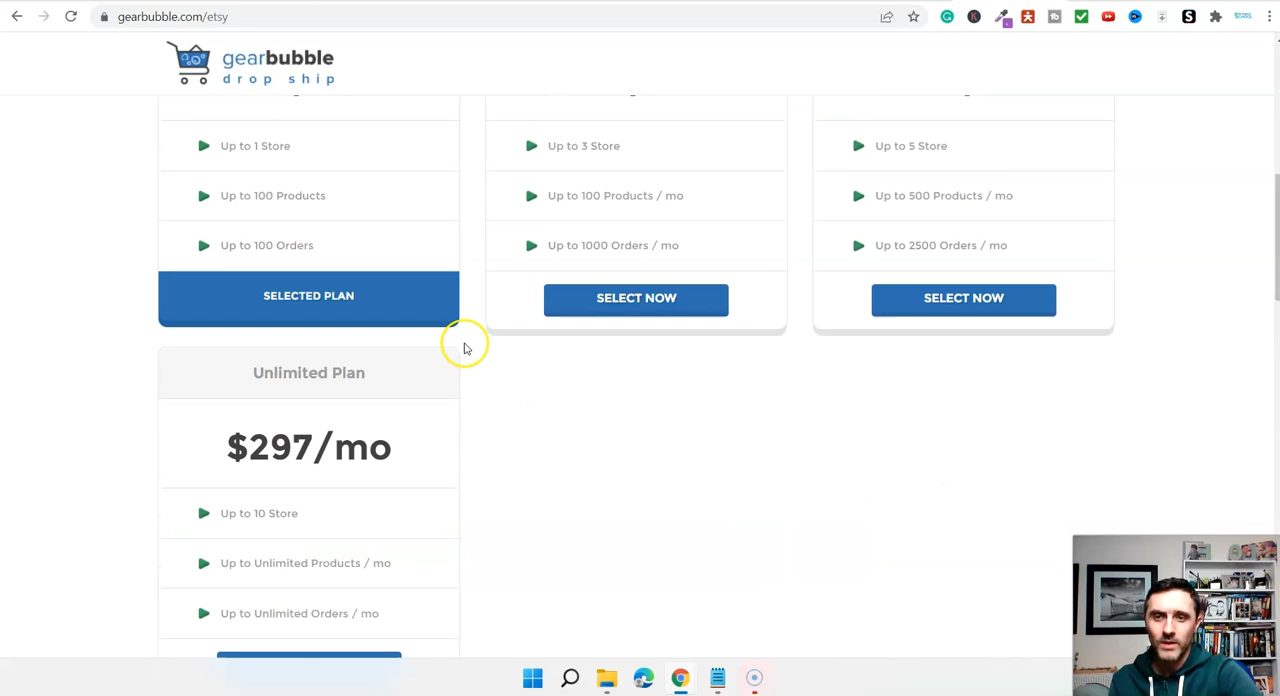 gearbubble.com/etsy
gearbubble
drop ship
Up to 1 Store
Up to 3 Store
Up to 5 Store
Up to 100 Products
Up to 100 Products / mo
Up to 500 Products / mo
Up to 100 Orders
Up to 1000 Orders / mo
Up to 2500 Orders / mo
SELECTED PLAN
SELECT NOW
SELECT NOW
Unlimited Plan
$297/mo
Up to 10 Store
Up to Unlimited Products / mo
Up to Unlimited Orders / mo